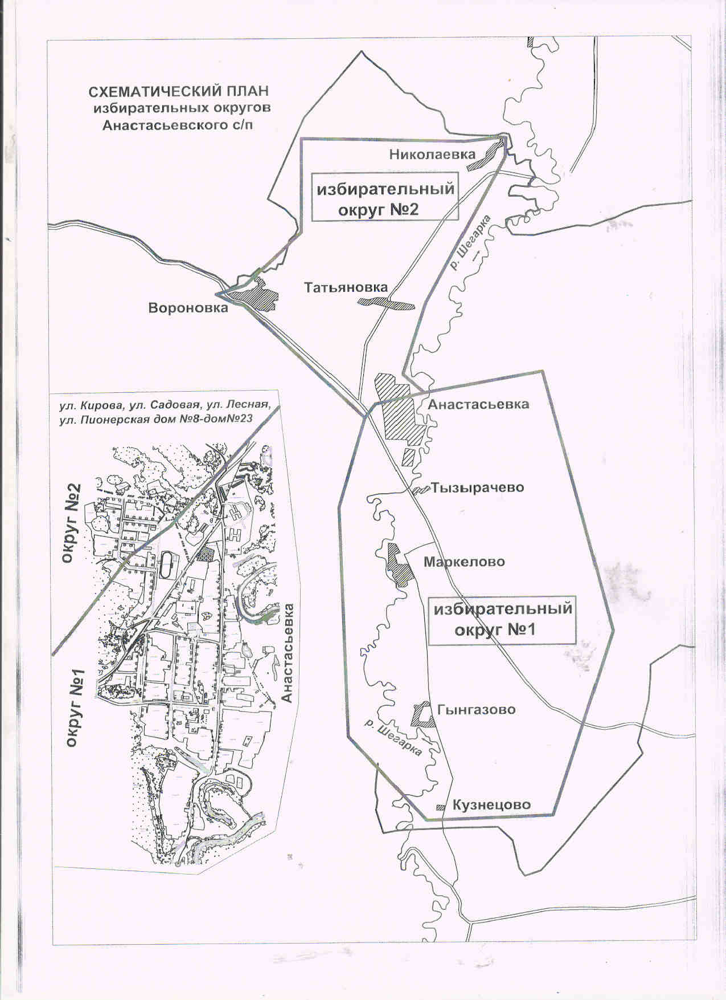 СХЕМАТИЧЕСКИЙ ПЛАН
избирательных округов
Анастасьевского с/п
Николаевка
избирательный
округ №2
р. Шегарка
Татьяновка
Вороновка
ул. Кирова, ул. Садовая, ул. Лесная,
ул. Пионерская дом №8-дом№23
Анастасьевка
округ №2
Тызырачево
Маркелово
избирательный
округ №1
Анастасьевка
округ №1
Гынгазово
р. Шегарка
Кузнецово